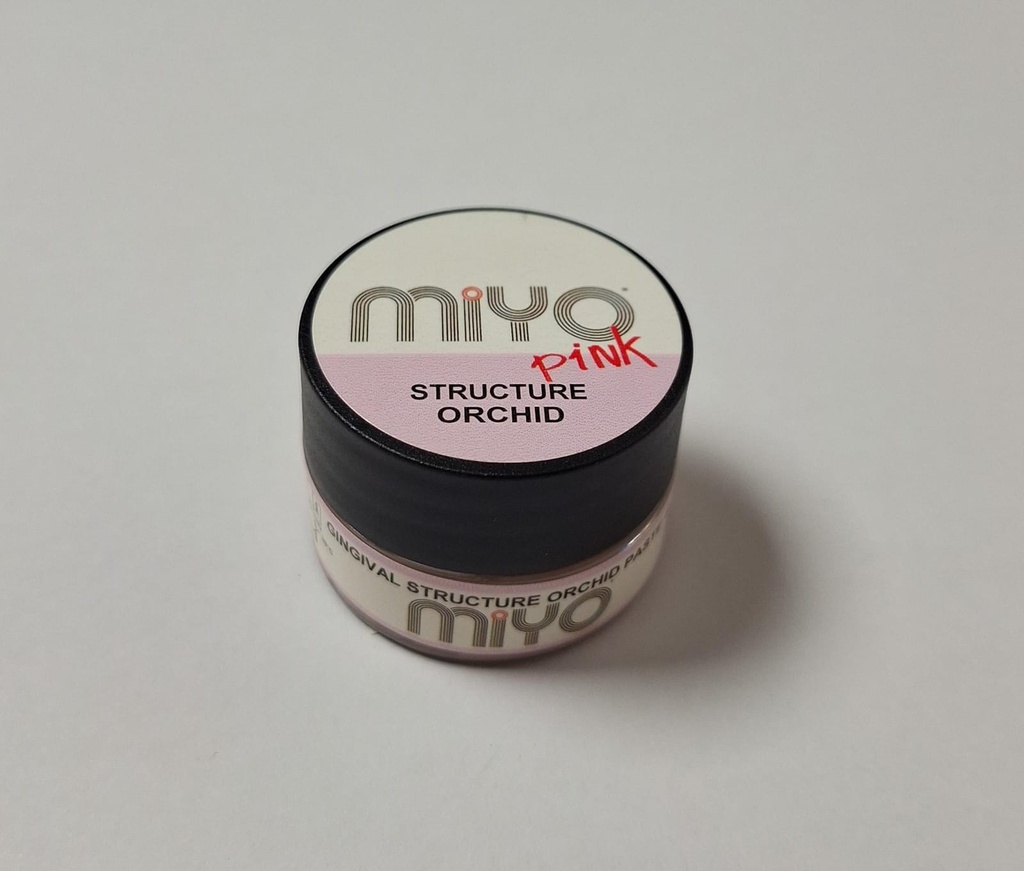 miyo
pink
STRUCTURE
ORCHID
GINGIVAL STRUCTURE ORCHID PASTE
miyo